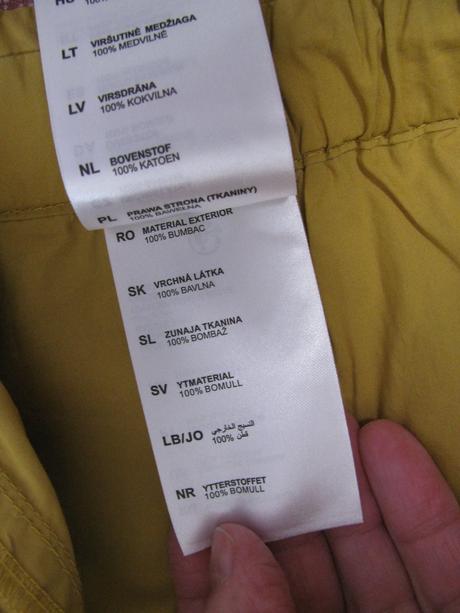 LT VIRŠUTINĖ MEDŽIAGA
100% MEDVILNĖ
LV VIRSDRĀNA
100% KOKVILNA
NL BOVENSTOF
100% KATOEN
PL PRAWA STRONA (TKANINY)
100% BAWEŁNA
RO MATERIAL EXTERIOR
100% BUMBAC
SK VRCHNÁ LÁTKA
100% BAVLNA
SL ZUNAJA TKANINA
100% BOMBAŽ
SV YTMATERIAL
100% BOMULL
LB/JO النسيج الخارجي
100% قطن
NR YTTERSTOFFET
100% BOMULL